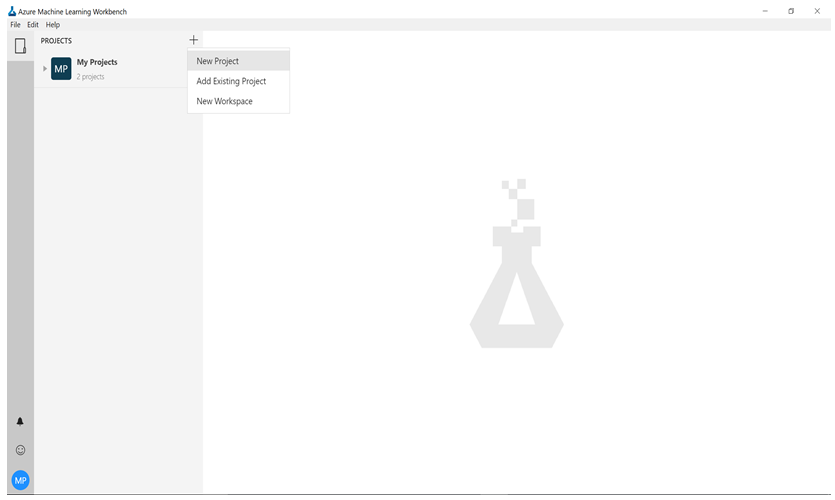 Azure Machine Learning Workbench
File Edit Help
PROJECTS
MP My Projects
2 projects
New Project
Add Existing Project
New Workspace
MP